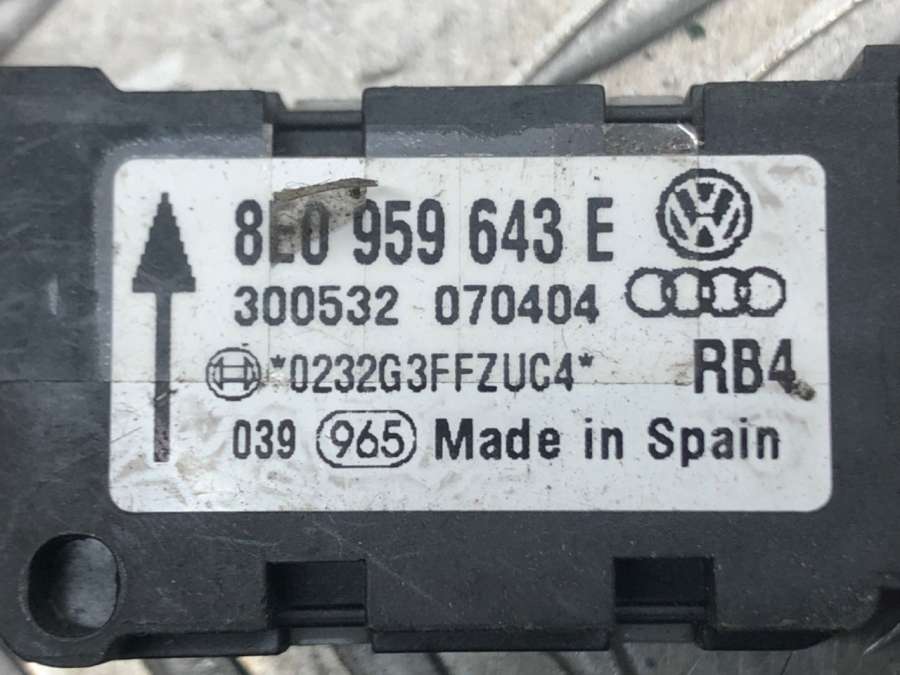 8E0 959 643 E
300532 070404
*0232G3FFZUC4* RB4
039 965 Made in Spain